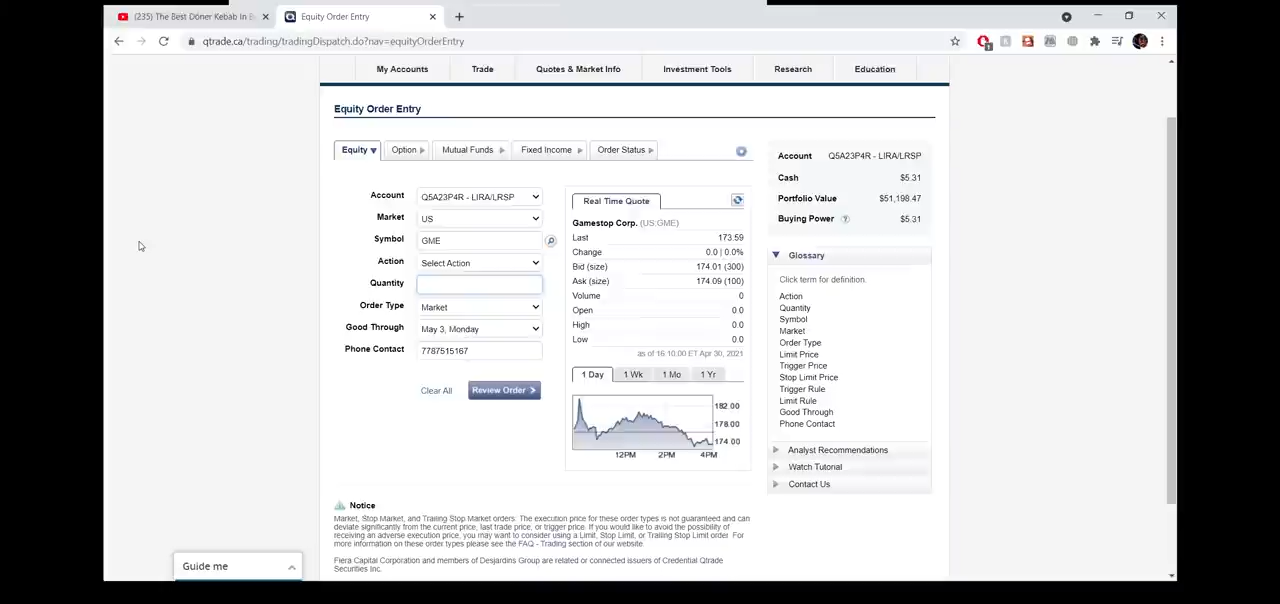 (235) The Best Döner Kebab In B
Equity Order Entry
qtrade.ca/trading/tradingDispatch.do?nav=equityOrderEntry
My Accounts Trade Quotes & Market Info Investment Tools Research Education
Equity Order Entry
Equity Option Mutual Funds Fixed Income Order Status
Account Q5A23P4R - LIRA/LRSP
Market US
Symbol GME
Action Select Action
Quantity
Order Type Market
Good Through May 3, Monday
Phone Contact 7787515167
Clear All Review Order
Real Time Quote
Gamestop Corp. (US:GME)
Last 173.59
Change 0.0 | 0.0%
Bid (size) 174.01 (300)
Ask (size) 174.09 (100)
Volume 0
Open 0.0
High 0.0
Low 0.0
as of 16:10:00 ET Apr 30, 2021
1 Day 1 Wk 1 Mo 1 Yr
182.00
178.00
174.00
12PM 2PM 4PM
Account Q5A23P4R - LIRA/LRSP
Cash $5.31
Portfolio Value $51,198.47
Buying Power ? $5.31
Glossary
Click term for definition.
Action
Quantity
Symbol
Market
Order Type
Limit Price
Trigger Price
Stop Limit Price
Trigger Rule
Limit Rule
Good Through
Phone Contact
Analyst Recommendations
Watch Tutorial
Contact Us
Notice
Market, Stop Market, and Trailing Stop Market orders: The execution price for these order types is not guaranteed and can
deviate significantly from the current price, last trade price, or trigger price. If you would like to avoid the possibility of
receiving an adverse execution price, you may want to consider using a Limit, Stop Limit, or Trailing Stop Limit order. For
more information on these order types please see the FAQ - Trading section of our website.
Fiera Capital Corporation and members of Desjardins Group are related or connected issuers of Credential Qtrade
Securities Inc.
Guide me